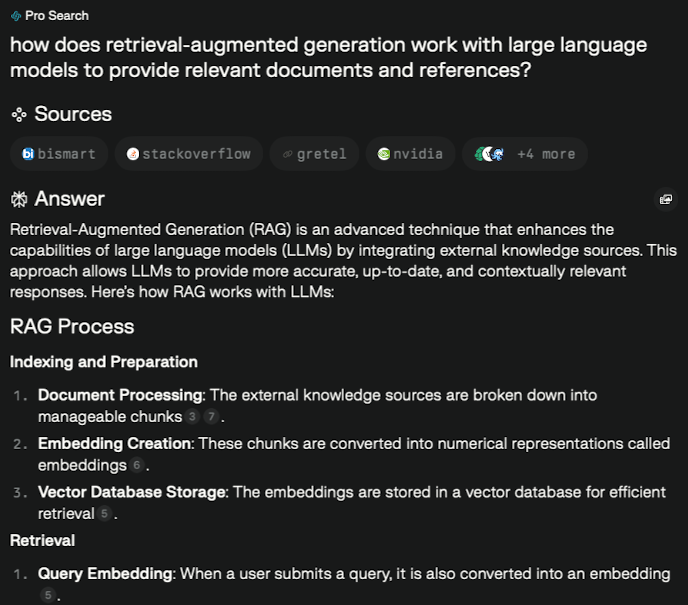 Pro Search
how does retrieval-augmented generation work with large language
models to provide relevant documents and references?
Sources
bismart stackoverflow gretel nvidia +4 more
Answer
Retrieval-Augmented Generation (RAG) is an advanced technique that enhances the
capabilities of large language models (LLMs) by integrating external knowledge sources. This
approach allows LLMs to provide more accurate, up-to-date, and contextually relevant
responses. Here's how RAG works with LLMs:
RAG Process
Indexing and Preparation
1. Document Processing: The external knowledge sources are broken down into
manageable chunks 3 7 .
2. Embedding Creation: These chunks are converted into numerical representations called
embeddings 6 .
3. Vector Database Storage: The embeddings are stored in a vector database for efficient
retrieval 5 .
Retrieval
1. Query Embedding: When a user submits a query, it is also converted into an embedding
5 .